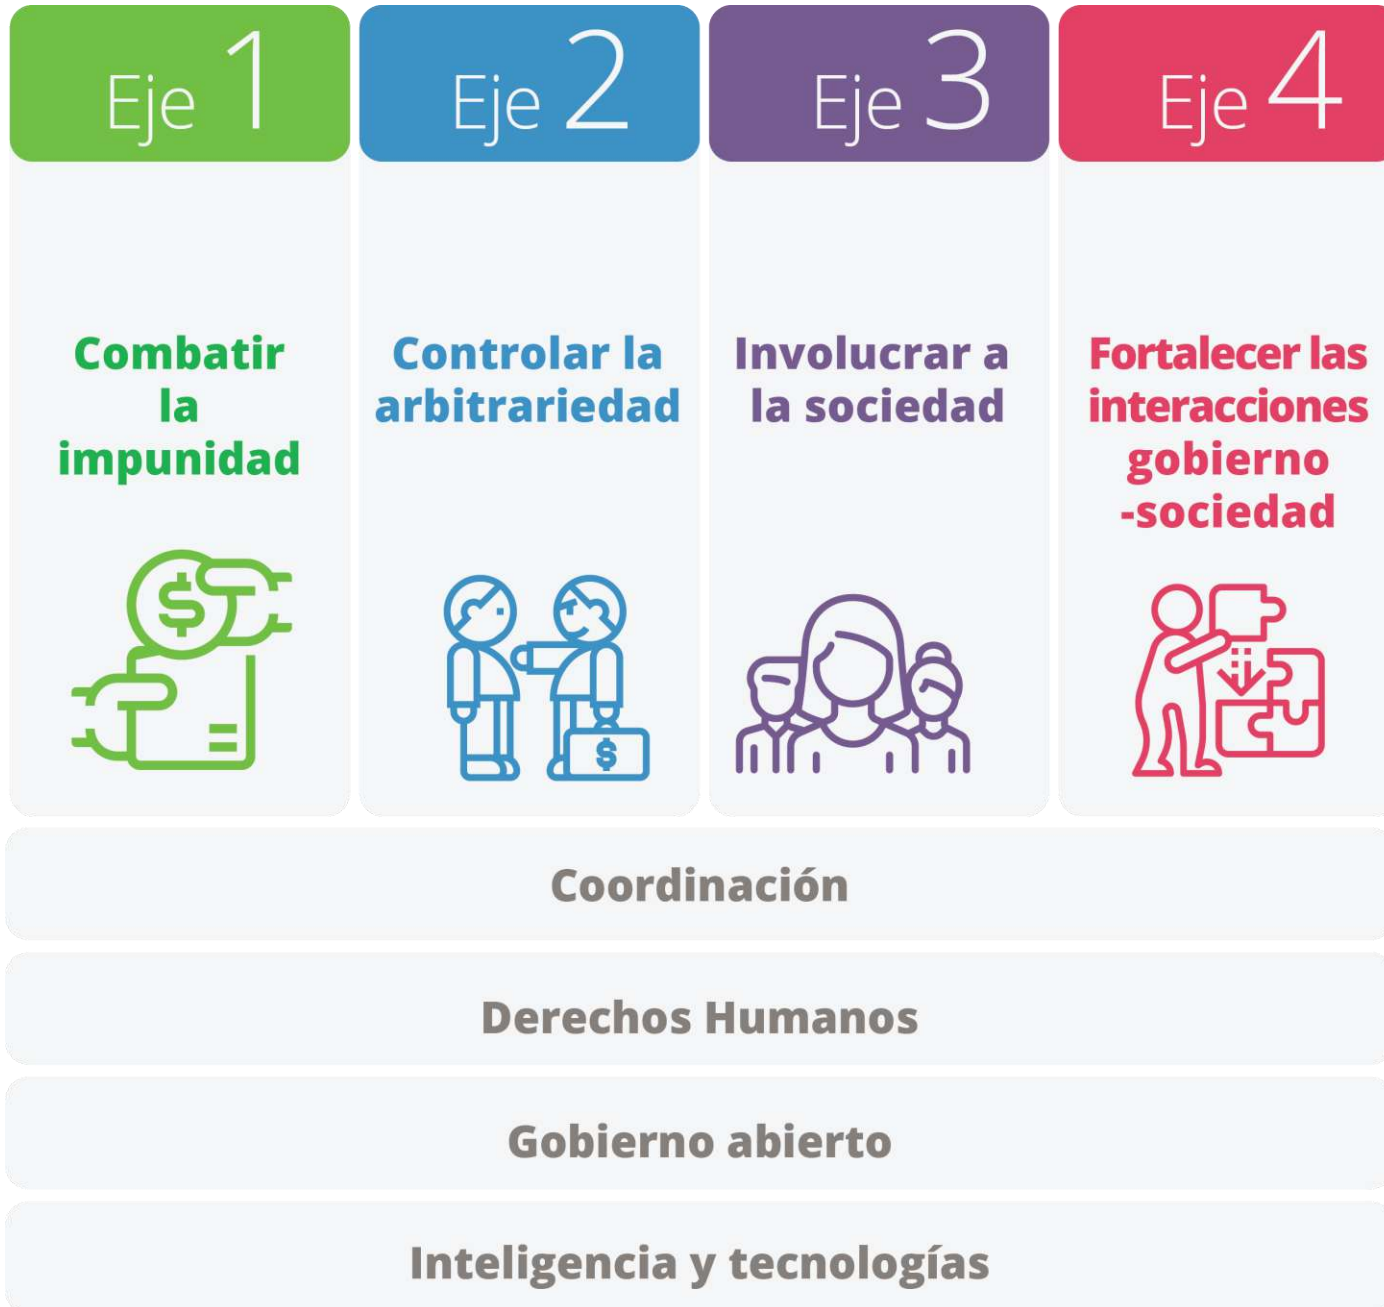 Eje 1
Eje 2
Eje 3
Eje 4
Combatir
la
impunidad
Controlar la
arbitrariedad
Involucrar a
la sociedad
Fortalecer las
interacciones
gobierno
-sociedad
$
$
Coordinación
Derechos Humanos
Gobierno abierto
Inteligencia y tecnologías